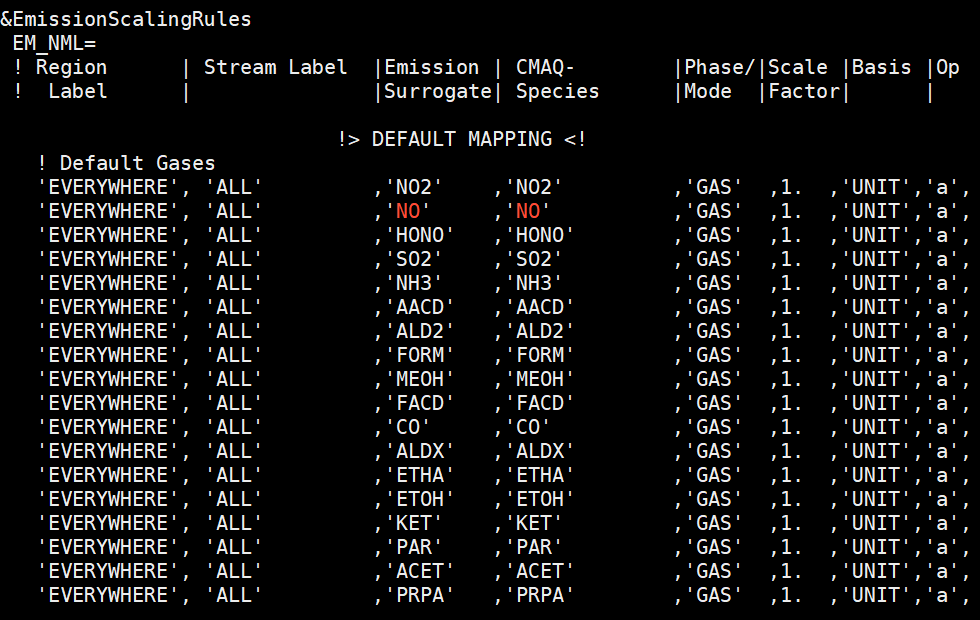 &EmissionScalingRules
 EM_NML=
 ! Region      | Stream Label  |Emission | CMAQ-        |Phase/|Scale |Basis |Op
 !  Label      |               |Surrogate| Species      |Mode  |Factor|      |
                            !> DEFAULT MAPPING <!
   ! Default Gases
   'EVERYWHERE', 'ALL'         ,'NO2'    ,'NO2'         ,'GAS'  ,1.  ,'UNIT','a',
   'EVERYWHERE', 'ALL'         ,'NO'     ,'NO'          ,'GAS'  ,1.  ,'UNIT','a',
   'EVERYWHERE', 'ALL'         ,'HONO'   ,'HONO'        ,'GAS'  ,1.  ,'UNIT','a',
   'EVERYWHERE', 'ALL'         ,'SO2'    ,'SO2'         ,'GAS'  ,1.  ,'UNIT','a',
   'EVERYWHERE', 'ALL'         ,'NH3'    ,'NH3'         ,'GAS'  ,1.  ,'UNIT','a',
   'EVERYWHERE', 'ALL'         ,'AACD'   ,'AACD'        ,'GAS'  ,1.  ,'UNIT','a',
   'EVERYWHERE', 'ALL'         ,'ALD2'   ,'ALD2'        ,'GAS'  ,1.  ,'UNIT','a',
   'EVERYWHERE', 'ALL'         ,'FORM'   ,'FORM'        ,'GAS'  ,1.  ,'UNIT','a',
   'EVERYWHERE', 'ALL'         ,'MEOH'   ,'MEOH'        ,'GAS'  ,1.  ,'UNIT','a',
   'EVERYWHERE', 'ALL'         ,'FACD'   ,'FACD'        ,'GAS'  ,1.  ,'UNIT','a',
   'EVERYWHERE', 'ALL'         ,'CO'     ,'CO'          ,'GAS'  ,1.  ,'UNIT','a',
   'EVERYWHERE', 'ALL'         ,'ALDX'   ,'ALDX'        ,'GAS'  ,1.  ,'UNIT','a',
   'EVERYWHERE', 'ALL'         ,'ETHA'   ,'ETHA'        ,'GAS'  ,1.  ,'UNIT','a',
   'EVERYWHERE', 'ALL'         ,'ETOH'   ,'ETOH'        ,'GAS'  ,1.  ,'UNIT','a',
   'EVERYWHERE', 'ALL'         ,'KET'    ,'KET'         ,'GAS'  ,1.  ,'UNIT','a',
   'EVERYWHERE', 'ALL'         ,'PAR'    ,'PAR'         ,'GAS'  ,1.  ,'UNIT','a',
   'EVERYWHERE', 'ALL'         ,'ACET'   ,'ACET'        ,'GAS'  ,1.  ,'UNIT','a',
   'EVERYWHERE', 'ALL'         ,'PRPA'   ,'PRPA'        ,'GAS'  ,1.  ,'UNIT','a',